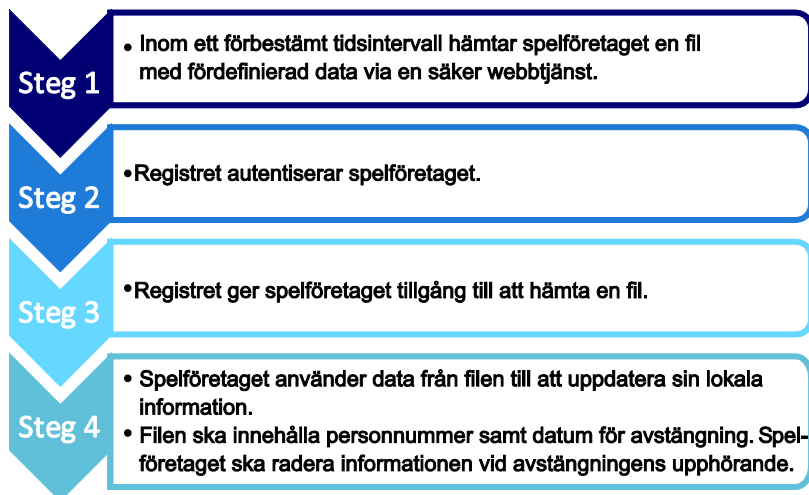 Steg 1
• Inom ett förbestämt tidsintervall hämtar spelföretaget en fil
med fördefinierad data via en säker webbtjänst.
Steg 2
• Registret autentiserar spelföretaget.
Steg 3
• Registret ger spelföretaget tillgång till att hämta en fil.
Steg 4
• Spelföretaget använder data från filen till att uppdatera sin lokala
information.
• Filen ska innehålla personnummer samt datum för avstängning. Spel-
företaget ska radera informationen vid avstängningens upphörande.